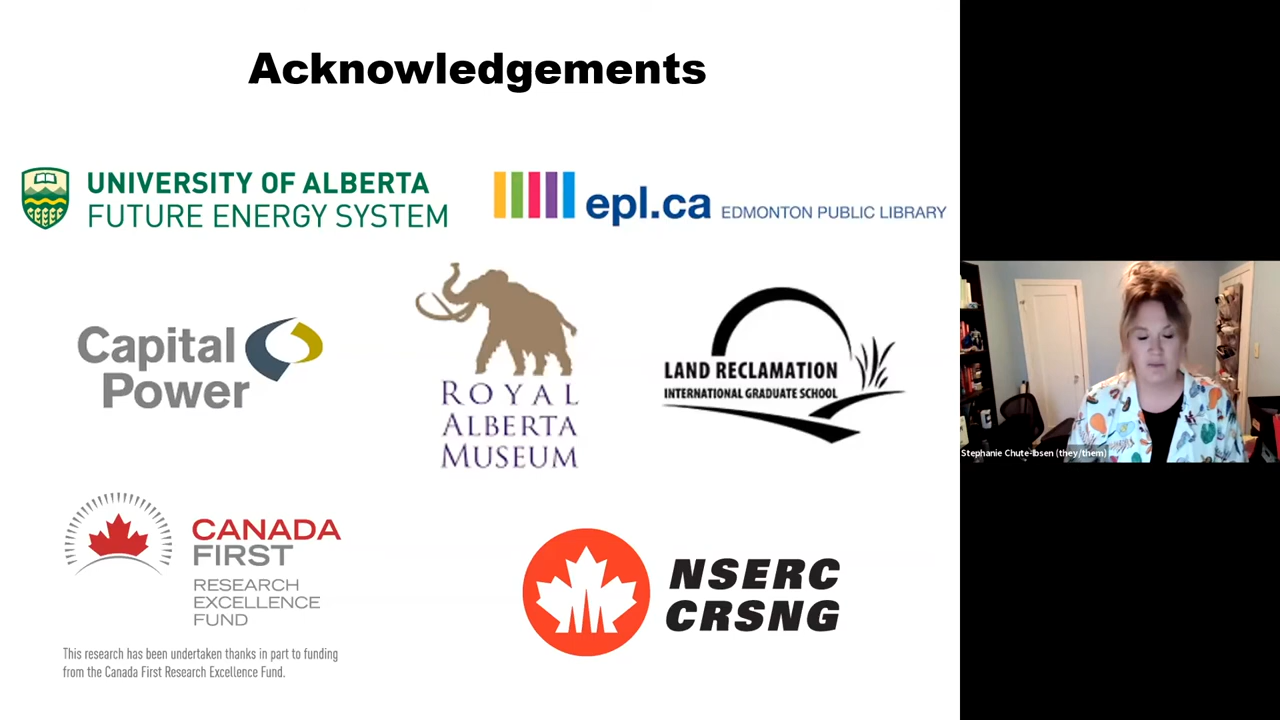 Acknowledgements
UNIVERSITY OF ALBERTA
FUTURE ENERGY SYSTEM
epl.ca EDMONTON PUBLIC LIBRARY
Capital
Power
ROYAL
ALBERTA
MUSEUM
LAND RECLAMATION
INTERNATIONAL GRADUATE SCHOOL
CANADA
FIRST
RESEARCH
EXCELLENCE
FUND
This research has been undertaken thanks in part to funding
from the Canada First Research Excellence Fund.
NSERC
CRSNG
Stephanie Chute-Ibsen (they/them)